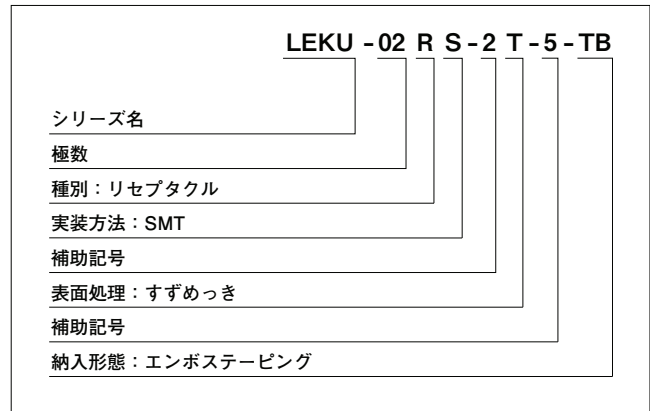 LEKU -02 R S -2 T -5 - TB
シリーズ名
極数
種別：リセプタクル
実装方法：SMT
補助記号
表面処理：すずめっき
補助記号
納入形態：エンボステーピング